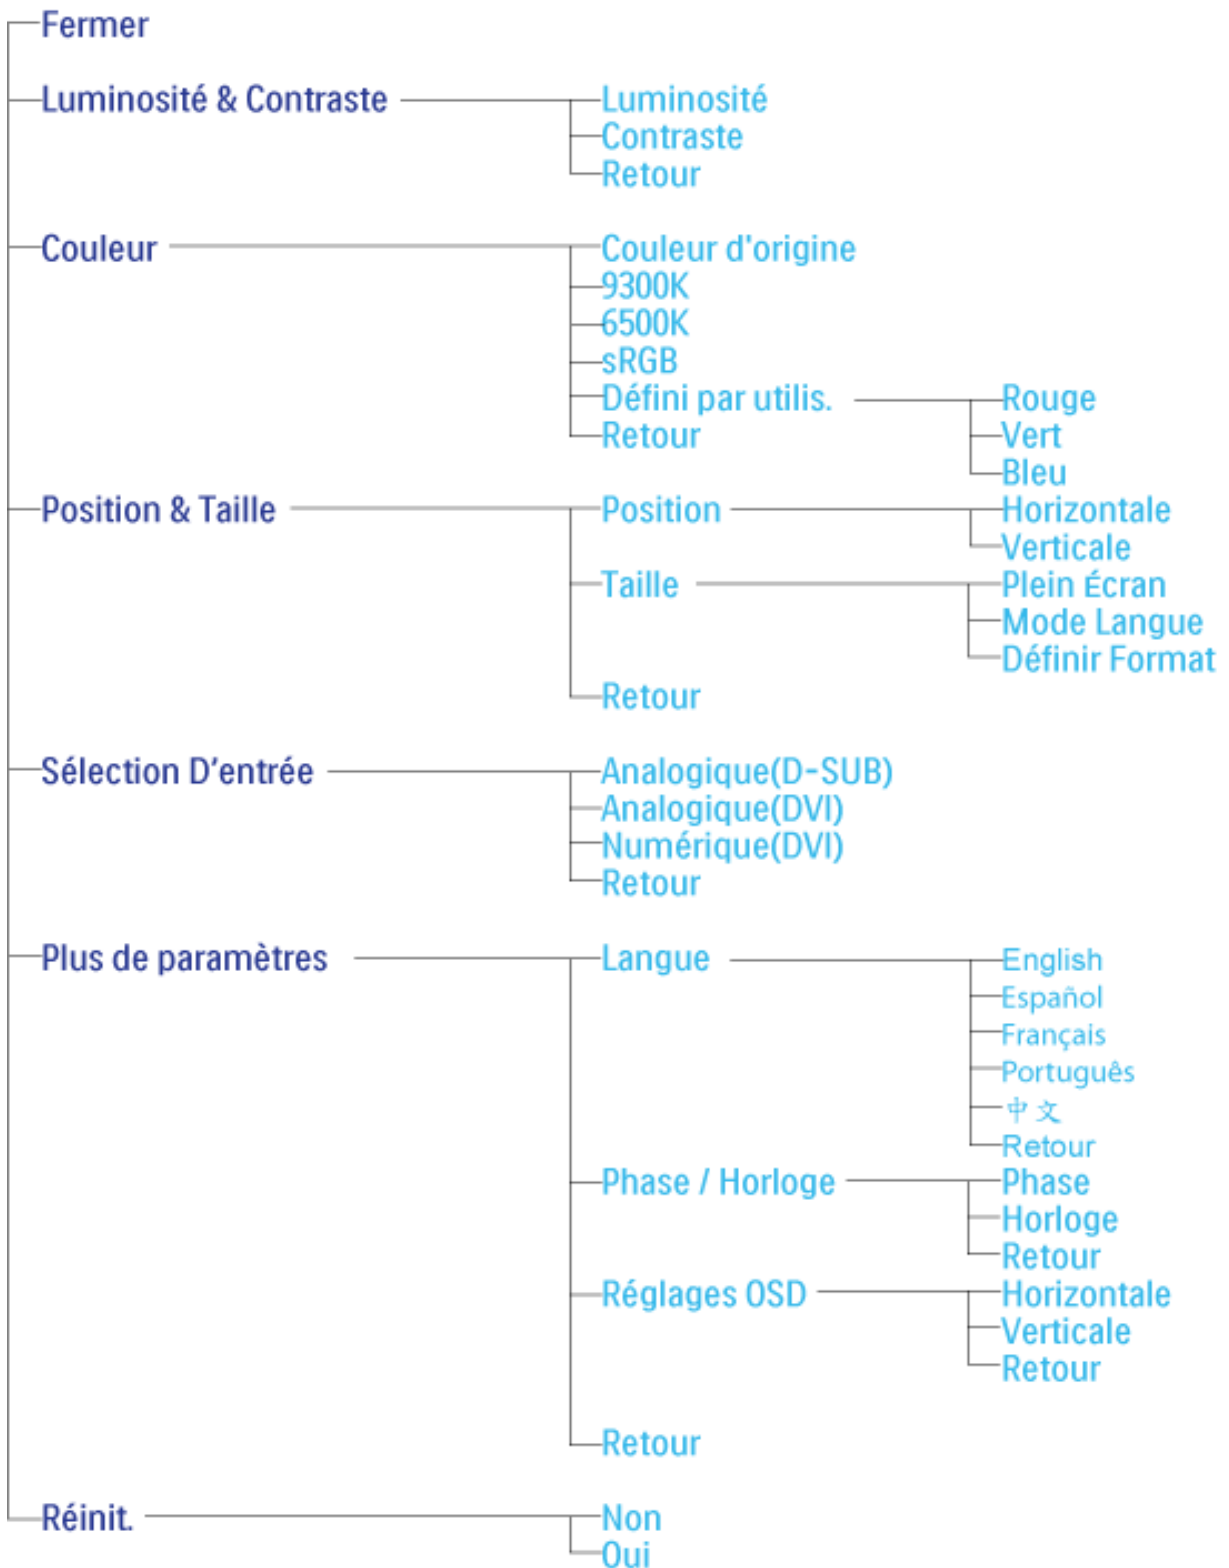 Fermer
Luminosité & Contraste Luminosité
Contraste
Retour
Couleur Couleur d'origine
9300K
6500K
sRGB
Défini par utilis. Rouge
Retour Vert
Bleu
Position & Taille Position Horizontale
Verticale
Taille Plein Écran
Mode Langue
Définir Format
Retour
Sélection D’entrée Analogique(D-SUB)
Analogique(DVI)
Numérique(DVI)
Retour
Plus de paramètres Langue English
Español
Français
Português
中文
Retour
Phase / Horloge Phase
Horloge
Retour
Réglages OSD Horizontale
Verticale
Retour
Retour
Réinit. Non
Oui